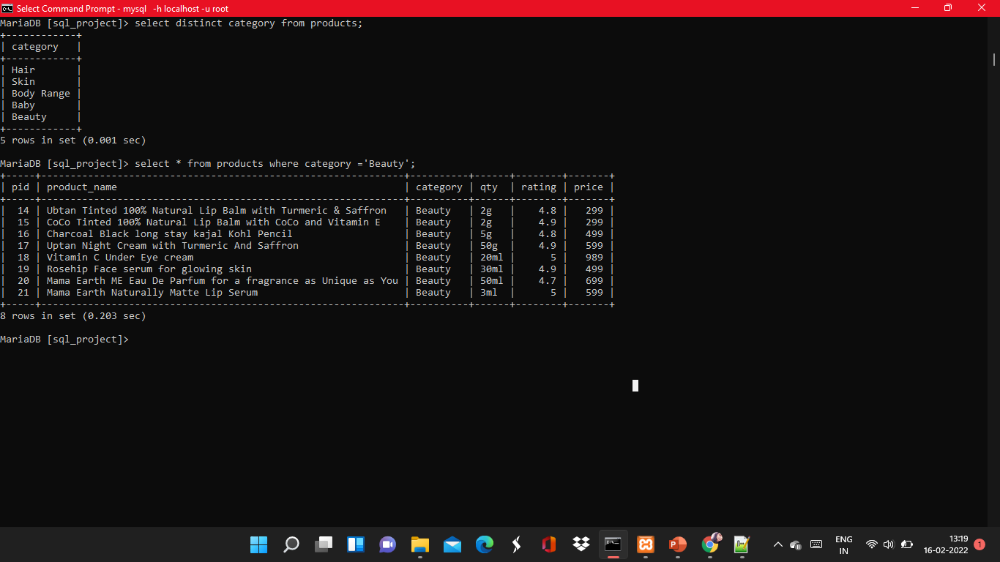 Select Command Prompt - mysql  -h localhost -u root
MariaDB [sql_project]> select distinct category from products;
+------------+
| category   |
+------------+
| Hair       |
| Skin       |
| Body Range |
| Baby       |
| Beauty     |
+------------+
5 rows in set (0.001 sec)
MariaDB [sql_project]> select * from products where category ='Beauty';
+-----+--------------------------------------------------------------+----------+------+--------+-------+
| pid | product_name                                                 | category | qty  | rating | price |
+-----+--------------------------------------------------------------+----------+------+--------+-------+
|  14 | Ubtan Tinted 100% Natural Lip Balm with Turmeric & Saffron   | Beauty   | 2g   |    4.8 |   299 |
|  15 | CoCo Tinted 100% Natural Lip Balm with CoCo and Vitamin E    | Beauty   | 2g   |    4.9 |   299 |
|  16 | Charcoal Black long stay kajal Kohl Pencil                   | Beauty   | 5g   |    4.8 |   499 |
|  17 | Uptan Night Cream with Turmeric And Saffron                  | Beauty   | 50g  |    4.9 |   599 |
|  18 | Vitamin C Under Eye cream                                    | Beauty   | 20ml |      5 |   989 |
|  19 | Rosehip Face serum for glowing skin                          | Beauty   | 30ml |    4.9 |   499 |
|  20 | Mama Earth ME Eau De Parfum for a fragrance as Unique as You | Beauty   | 50ml |    4.7 |   699 |
|  21 | Mama Earth Naturally Matte Lip Serum                         | Beauty   | 3ml  |      5 |   599 |
+-----+--------------------------------------------------------------+----------+------+--------+-------+
8 rows in set (0.203 sec)
MariaDB [sql_project]>
ENG
IN
13:19
16-02-2022
1